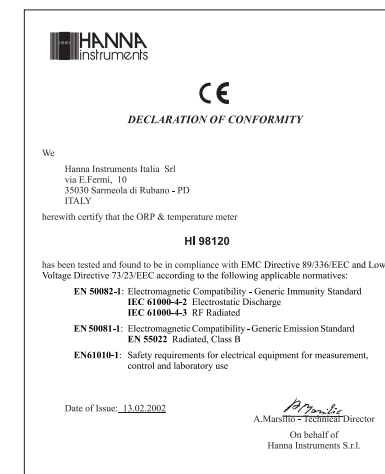 HANNA
instruments
CE
DECLARATION OF CONFORMITY
We
Hanna Instruments Italia Srl
via E.Fermi, 10
35030 Sarmeola di Rubano - PD
ITALY
herewith certify that the ORP & temperature meter
HI 98120
has been tested and found to be in compliance with EMC Directive 89/336/EEC and Low
Voltage Directive 73/23/EEC according to the following applicable normatives:
EN 50082-1: Electromagnetic Compatibility - Generic Immunity Standard
IEC 61000-4-2 Electrostatic Discharge
IEC 61000-4-3 RF Radiated
EN 50081-1: Electromagnetic Compatibility - Generic Emission Standard
EN 55022 Radiated, Class B
EN61010-1: Safety requirements for electrical equipment for measurement,
control and laboratory use
Date of Issue: 13.02.2002
A.Marsilio - Technical Director
On behalf of
Hanna Instruments S.r.l.